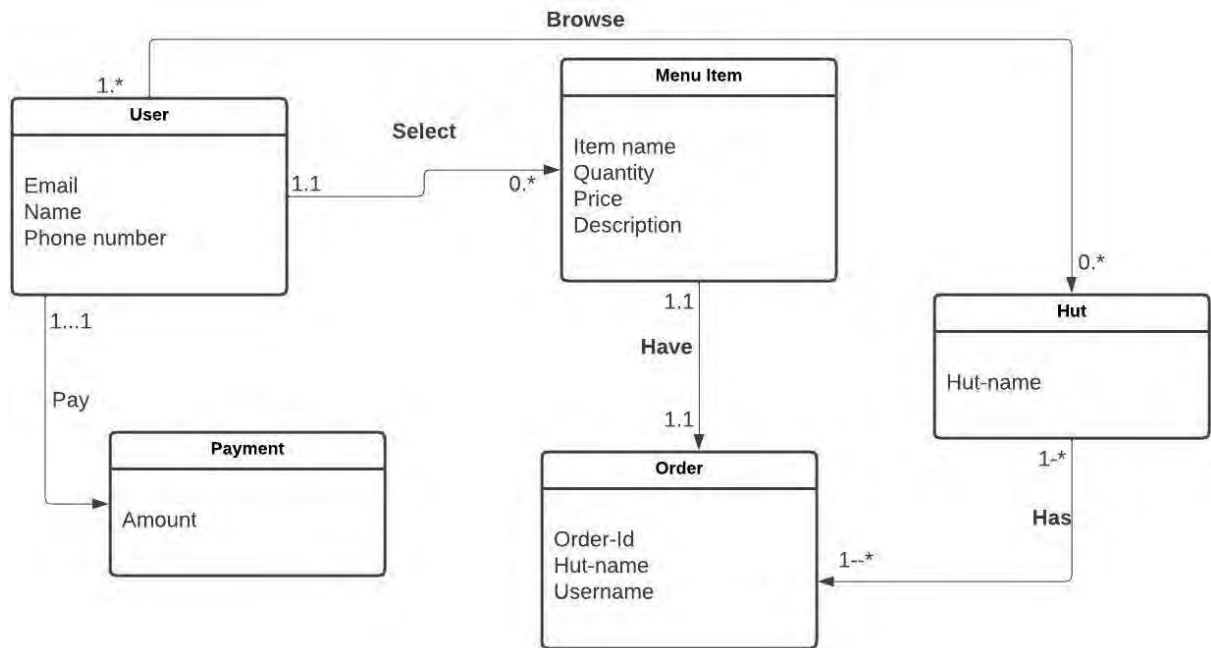 Browse
1.*
User
Email
Name
Phone number
Select
1.1
0.*
Menu Item
Item name
Quantity
Price
Description
0.*
1...1
Pay
1.1
Have
1.1
Hut
Hut-name
Payment
Amount
Order
Order-Id
Hut-name
Username
1-*
Has
1--*